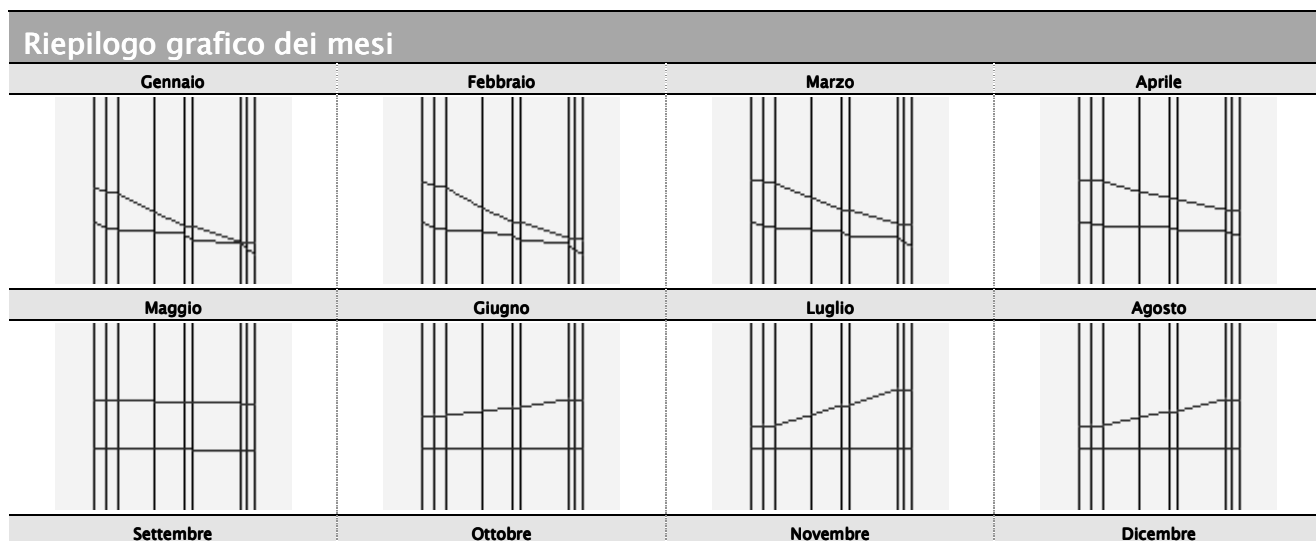 Riepilogo grafico dei mesi
Gennaio Febbraio Marzo Aprile
Maggio Giugno Luglio Agosto
Settembre Ottobre Novembre Dicembre